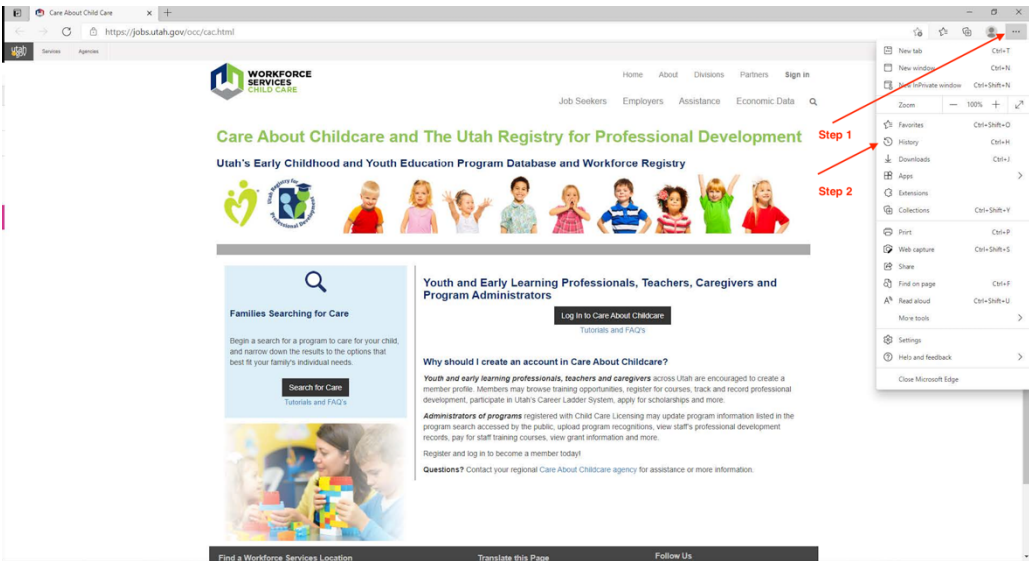 Care About Child Care
https://jobs.utah.gov/occ/cac.html
utah
Services Agencies
WORKFORCE
SERVICES
CHILD CARE
Home About Divisions Partners Sign in
Job Seekers Employers Assistance Economic Data
Care About Childcare and The Utah Registry for Professional Development
Utah's Early Childhood and Youth Education Program Database and Workforce Registry
Utah Registry for
Professional Development
Families Searching for Care
Begin a search for a program to care for your child,
and narrow down the results to the options that
best fit your family's individual needs.
Search for Care
Tutorials and FAQ's
Youth and Early Learning Professionals, Teachers, Caregivers and
Program Administrators
Log In to Care About Childcare
Tutorials and FAQ's
Why should I create an account in Care About Childcare?
Youth and early learning professionals, teachers and caregivers across Utah are encouraged to create a
member profile. Members may browse training opportunities, register for courses, track and record professional
development, participate in Utah's Career Ladder System, apply for scholarships and more.
Administrators of programs registered with Child Care Licensing may update program information listed in the
program search accessed by the public, upload program recognitions, view staff's professional development
records, pay for staff training courses, view grant information and more.
Register and log in to become a member today!
Questions? Contact your regional Care About Childcare agency for assistance or more information.
Find a Workforce Services Location Translate this Page Follow Us
Step 1
Step 2
New tab Ctrl+T
New window Ctrl+N
New InPrivate window Ctrl+Shift+N
Zoom — 100% +
Favorites Ctrl+Shift+O
History Ctrl+H
Downloads Ctrl+J
Apps
Extensions
Collections Ctrl+Shift+Y
Print Ctrl+P
Web capture Ctrl+Shift+S
Share
Find on page Ctrl+F
Read aloud Ctrl+Shift+U
More tools
Settings
Help and feedback
Close Microsoft Edge